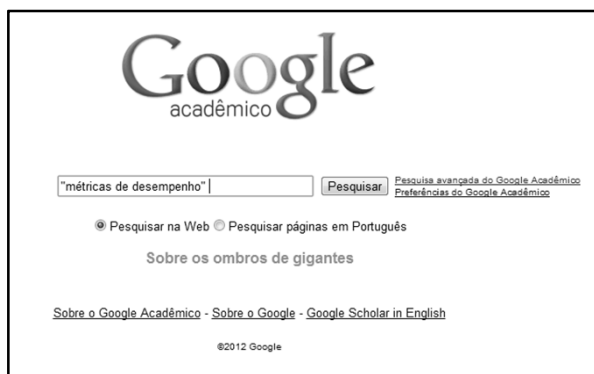 Google
acadêmico
"métricas de desempenho"
Pesquisar
Pesquisa avançada do Google Acadêmico
Preferências do Google Acadêmico
Pesquisar na Web Pesquisar páginas em Português
Sobre os ombros de gigantes
Sobre o Google Acadêmico - Sobre o Google - Google Scholar in English
©2012 Google